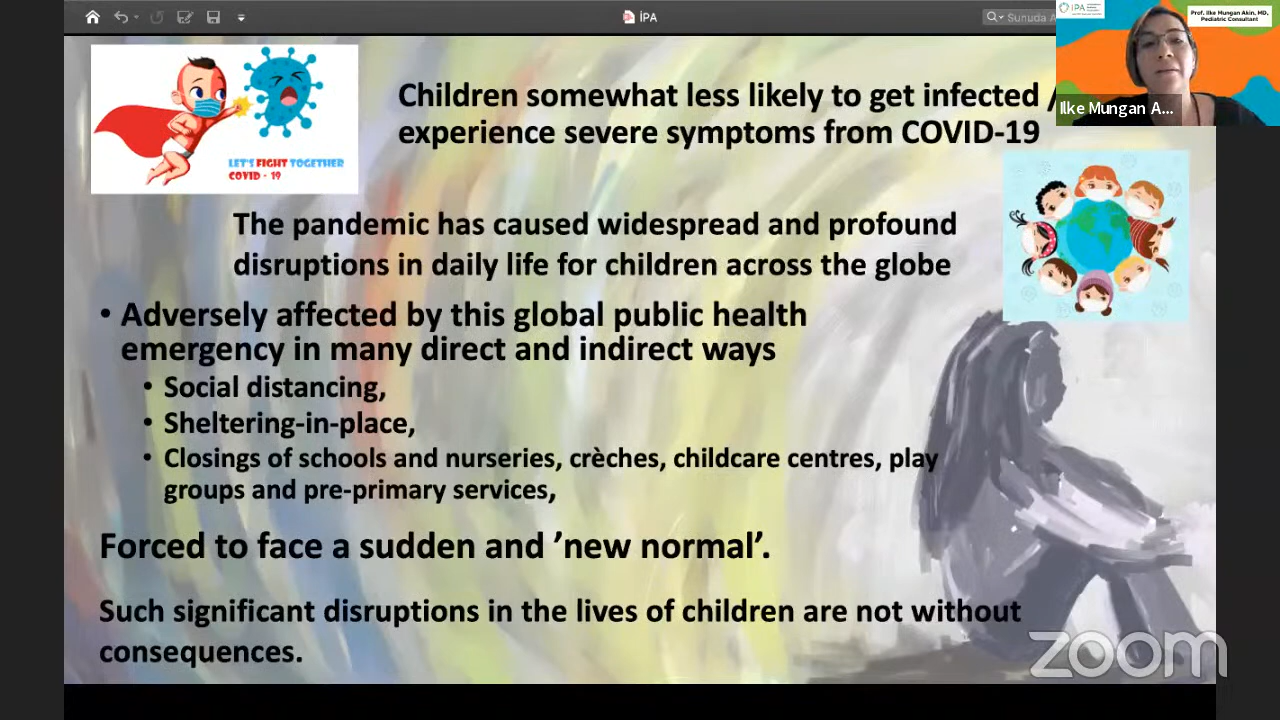 İPA
Sunuda A
iPA
Prof. Ilke Mungan Akin, MD,
Pediatric Consultant
Ilke Mungan A...
LET'S FIGHT TOGETHER
COVID - 19
Children somewhat less likely to get infected /
experience severe symptoms from COVID-19
The pandemic has caused widespread and profound
disruptions in daily life for children across the globe
• Adversely affected by this global public health
emergency in many direct and indirect ways
• Social distancing,
• Sheltering-in-place,
• Closings of schools and nurseries, crèches, childcare centres, play
groups and pre-primary services,
Forced to face a sudden and ’new normal’.
Such significant disruptions in the lives of children are not without
consequences.
zoom